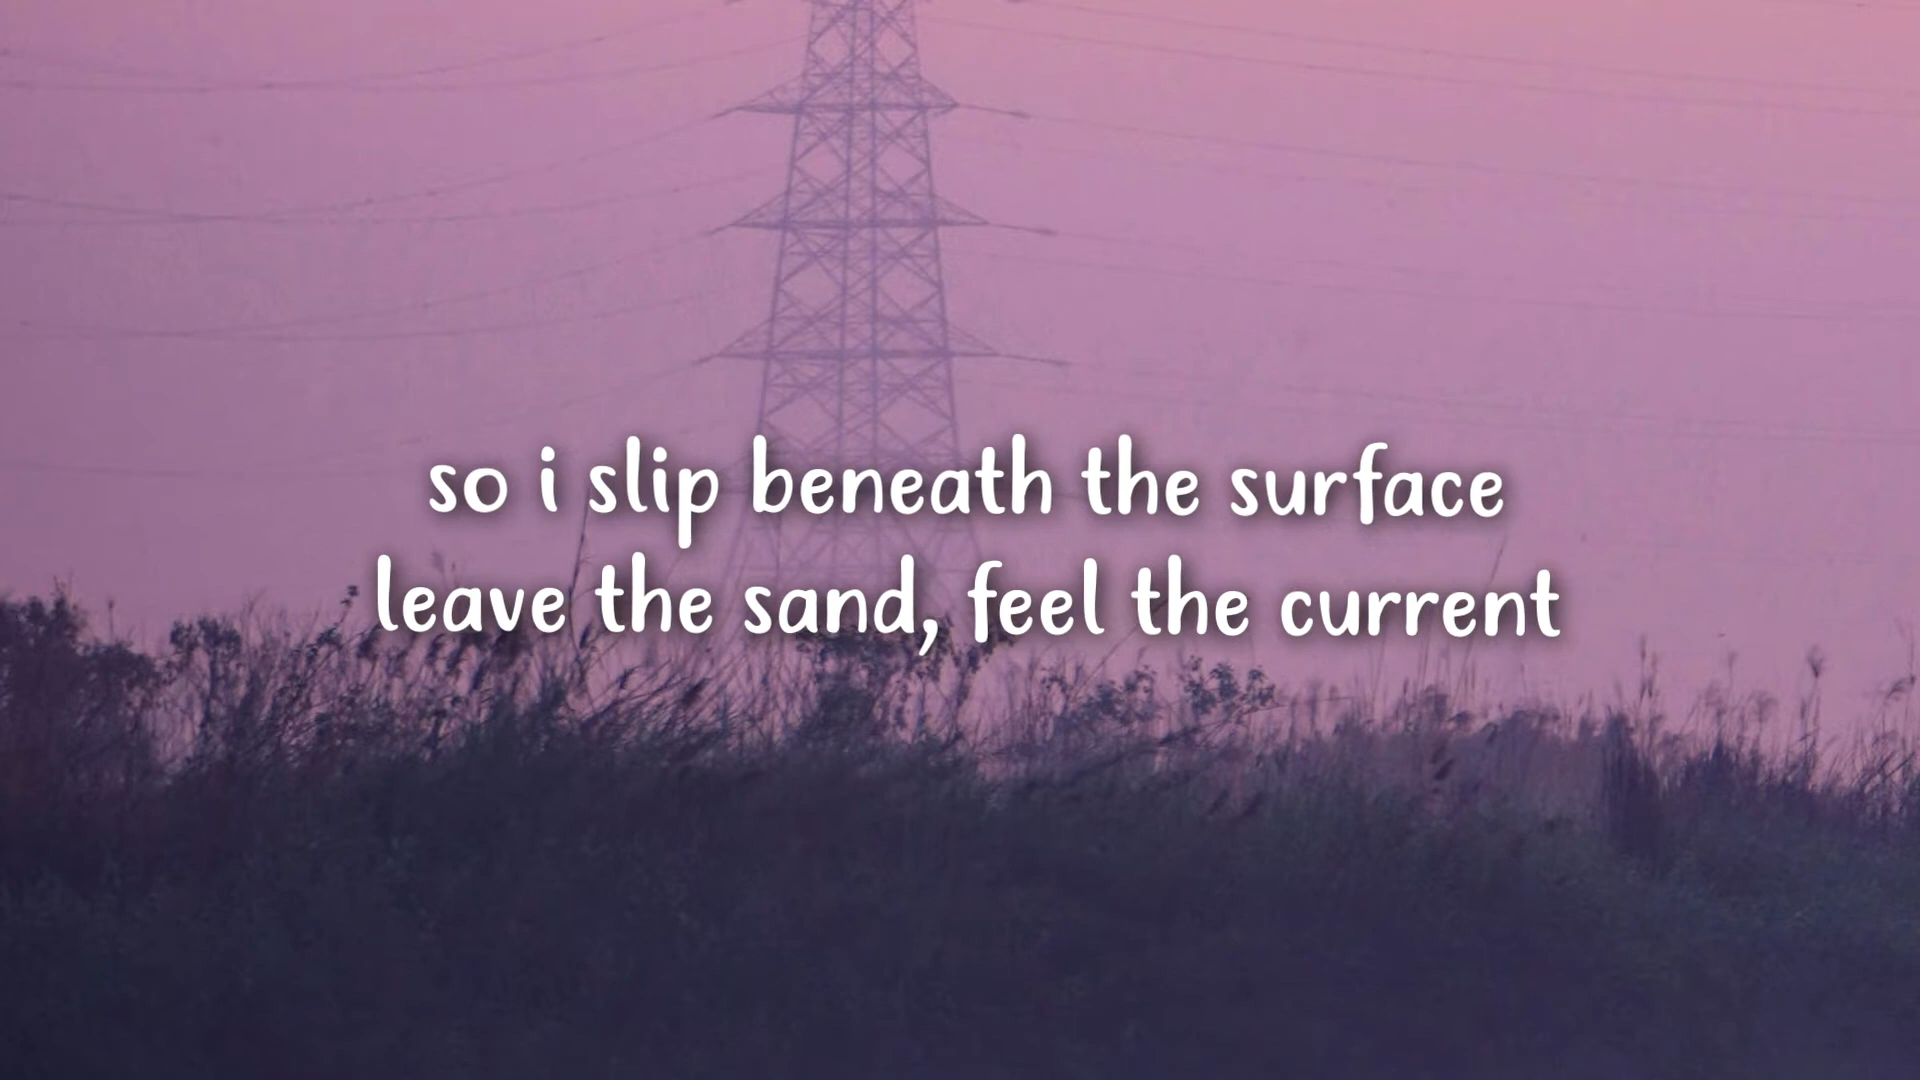 so i slip beneath the surface
leave the sand, feel the current